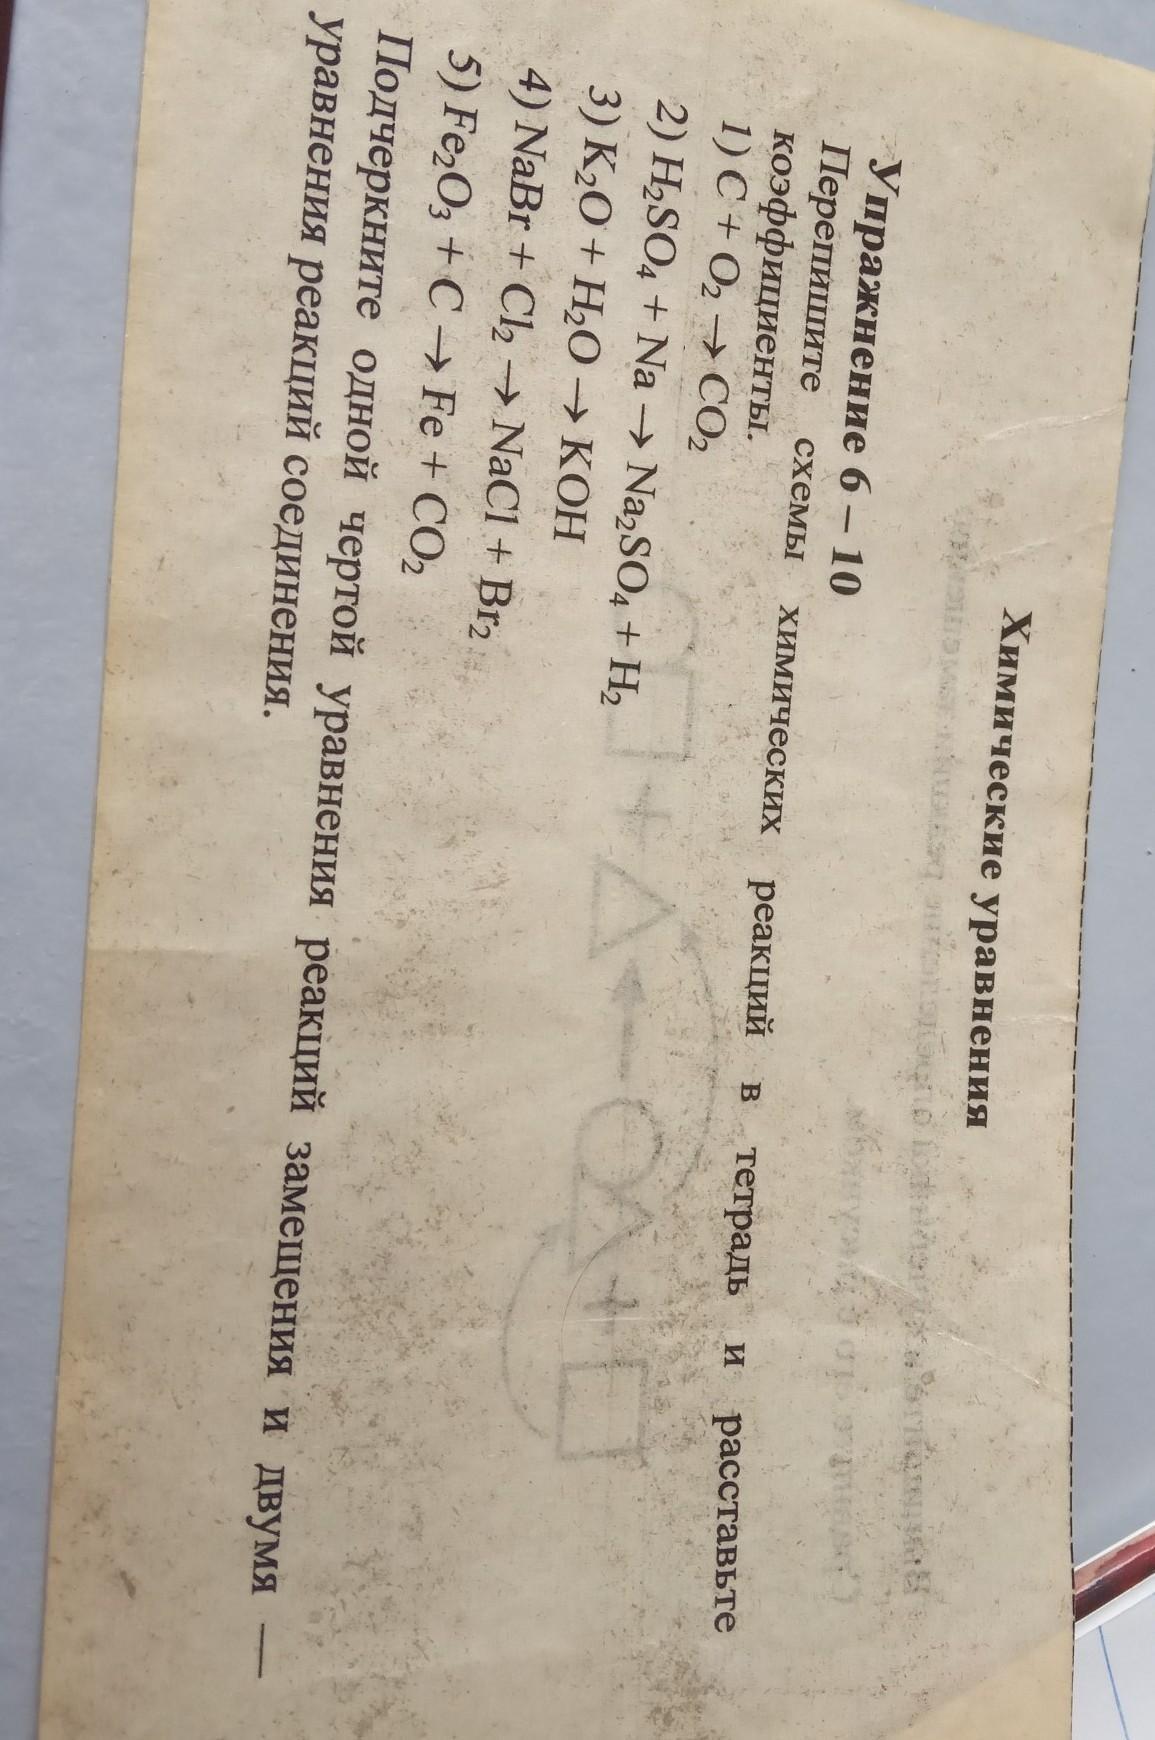 Химические уравнения
Упражнение 6 – 10
Перепишите схемы химических реакций в тетрадь и расставьте
коэффициенты.
1) C + O₂ → CO₂
2) H₂SO₄ + Na → Na₂SO₄ + H₂
3) K₂O + H₂O → KOH
4) NaBr + Cl₂ → NaCl + Br₂
5) Fe₂O₃ + C → Fe + CO₂
Подчеркните одной чертой уравнения реакций замещения и двумя —
уравнения реакций соединения.